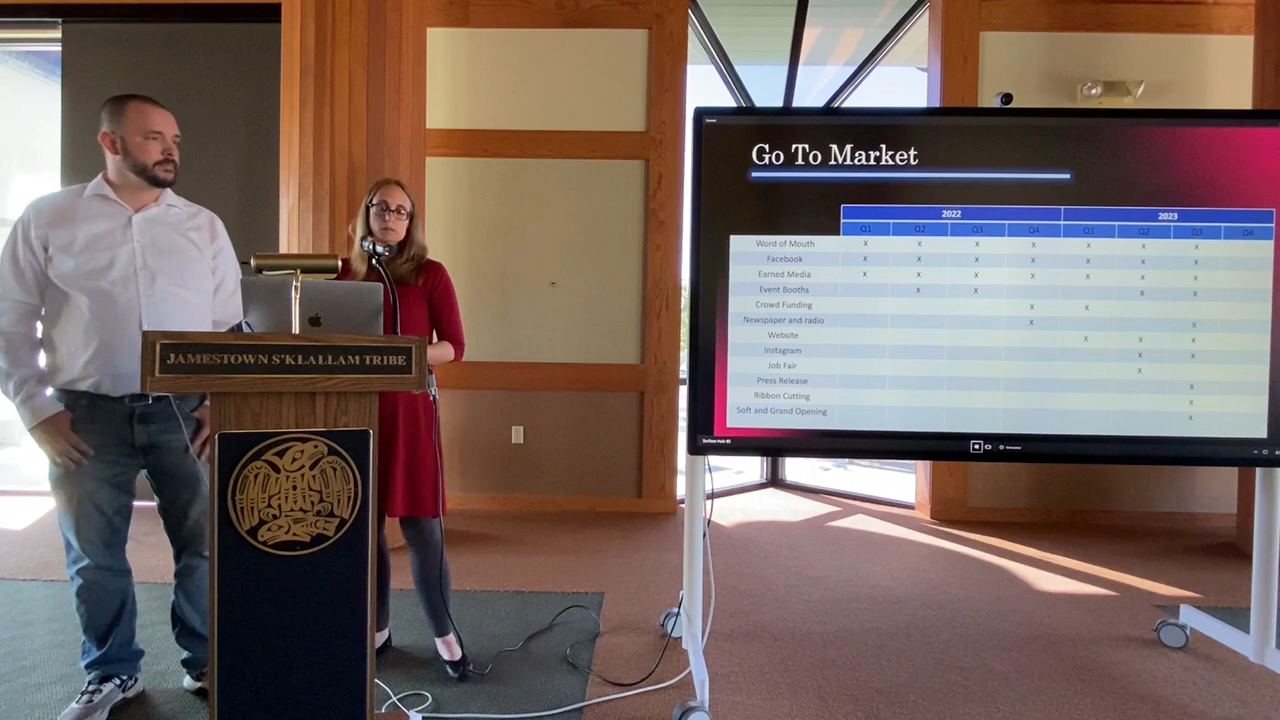 Go To Market
2022 2023
Q1 Q2 Q3 Q4 Q1 Q2 Q3 Q4
Word of Mouth X X X X X X X
Facebook X X X X X X X
Earned Media X X X X X X X
Event Booths X X X X
Crowd Funding X X
Newspaper and radio X X
Website X X X
Instagram X X
Job Fair X
Press Release X
Ribbon Cutting X
Soft and Grand Opening X
JAMESTOWN S'KLALLAM TRIBE